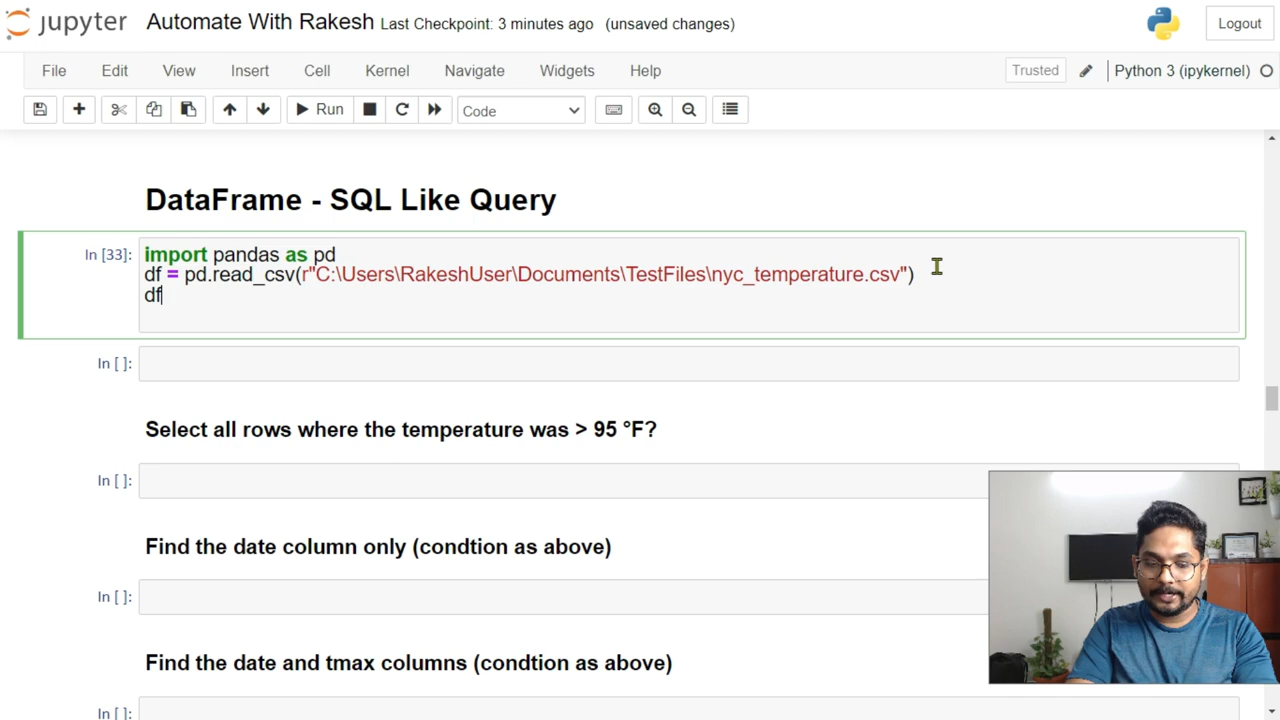 jupyter Automate With Rakesh Last Checkpoint: 3 minutes ago (unsaved changes) Logout
File Edit View Insert Cell Kernel Navigate Widgets Help Trusted Python 3 (ipykernel)
Run Code
DataFrame - SQL Like Query
In [33]: import pandas as pd
df = pd.read_csv(r"C:\Users\RakeshUser\Documents\TestFiles\nyc_temperature.csv")
df
In [ ]:
Select all rows where the temperature was > 95 °F?
In [ ]:
Find the date column only (condtion as above)
In [ ]:
Find the date and tmax columns (condtion as above)
In [ ]: